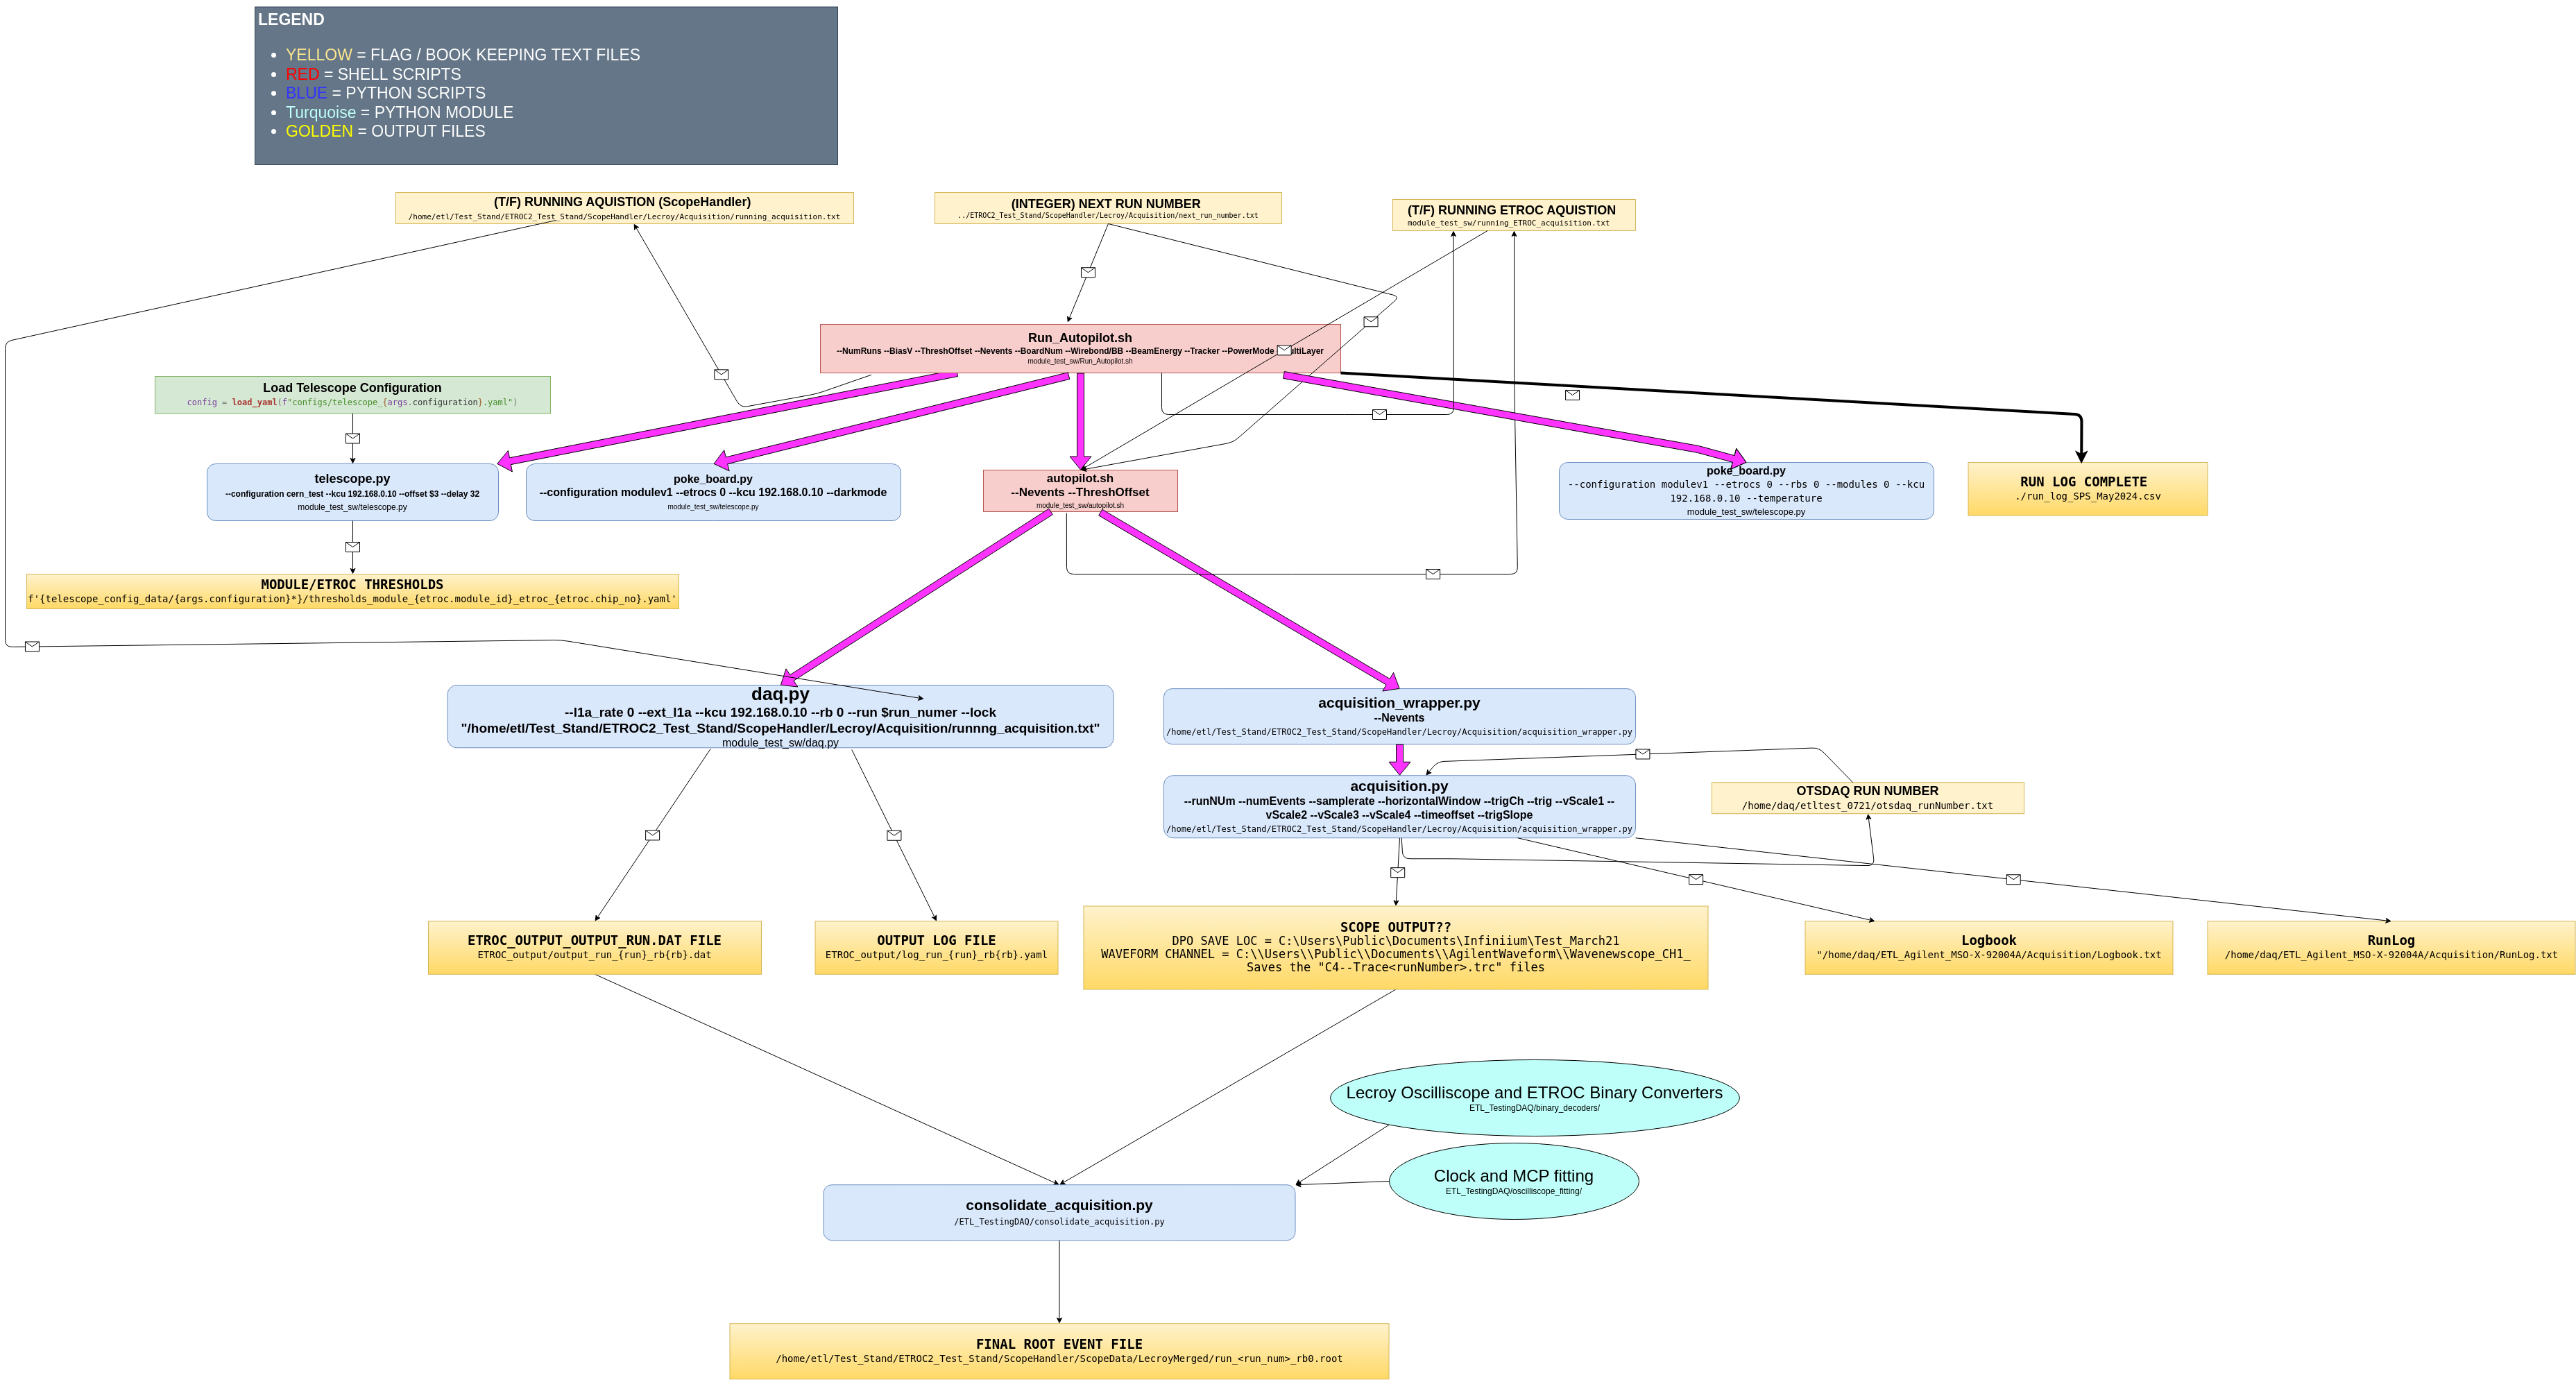 LEGEND
YELLOW = FLAG / BOOK KEEPING TEXT FILES
RED = SHELL SCRIPTS
BLUE = PYTHON SCRIPTS
Turquoise = PYTHON MODULE
GOLDEN = OUTPUT FILES
(T/F) RUNNING AQUISTION (ScopeHandler)
/home/etl/Test_Stand/ETROC2_Test_Stand/ScopeHandler/Lecroy/Acquisition/running_acquisition.txt
(INTEGER) NEXT RUN NUMBER
../ETROC2_Test_Stand/ScopeHandler/Lecroy/Acquisition/next_run_number.txt
(T/F) RUNNING ETROC AQUISTION
module_test_sw/running_ETROC_acquisition.txt
Run_Autopilot.sh
--NumRuns --BiasV --ThreshOffset --Nevents --BoardNum --Wirebond/BB --BeamEnergy --Tracker --PowerMode ltiLayer
module_test_sw/Run_Autopilot.sh
Load Telescope Configuration
config = load_yaml(f"configs/telescope_{args.configuration}.yaml")
telescope.py
--configuration cern_test --kcu 192.168.0.10 --offset $3 --delay 32
module_test_sw/telescope.py
poke_board.py
--configuration modulev1 --etrocs 0 --kcu 192.168.0.10 --darkmode
module_test_sw/telescope.py
autopilot.sh
--Nevents --ThreshOffset
module_test_sw/autopilot.sh
poke_board.py
--configuration modulev1 --etrocs 0 --rbs 0 --modules 0 --kcu
192.168.0.10 --temperature
module_test_sw/telescope.py
RUN LOG COMPLETE
./run_log_SPS_May2024.csv
MODULE/ETROC THRESHOLDS
f'{telescope_config_data/{args.configuration}*}/thresholds_module_{etroc.module_id}_etroc_{etroc.chip_no}.yaml'
daq.py
--l1a_rate 0 --ext_l1a --kcu 192.168.0.10 --rb 0 --run $run_numer --lock
"/home/etl/Test_Stand/ETROC2_Test_Stand/ScopeHandler/Lecroy/Acquisition/runnng_acquisition.txt"
module_test_sw/daq.py
acquisition_wrapper.py
--Nevents
/home/etl/Test_Stand/ETROC2_Test_Stand/ScopeHandler/Lecroy/Acquisition/acquisition_wrapper.py
acquisition.py
--runNUm --numEvents --samplerate --horizontalWindow --trigCh --trig --vScale1 --
vScale2 --vScale3 --vScale4 --timeoffset --trigSlope
/home/etl/Test_Stand/ETROC2_Test_Stand/ScopeHandler/Lecroy/Acquisition/acquisition_wrapper.py
OTSDAQ RUN NUMBER
/home/daq/etltest_0721/otsdaq_runNumber.txt
ETROC_OUTPUT_OUTPUT_RUN.DAT FILE
ETROC_output/output_run_{run}_rb{rb}.dat
OUTPUT LOG FILE
ETROC_output/log_run_{run}_rb{rb}.yaml
SCOPE OUTPUT??
DPO SAVE LOC = C:\Users\Public\Documents\Infiniium\Test_March21
WAVEFORM CHANNEL = C:\\Users\\Public\\Documents\\AgilentWaveform\\Wavenewscope_CH1_
Saves the "C4--Trace<runNumber>.trc" files
Logbook
"/home/daq/ETL_Agilent_MSO-X-92004A/Acquisition/Logbook.txt
RunLog
/home/daq/ETL_Agilent_MSO-X-92004A/Acquisition/RunLog.txt
Lecroy Oscilliscope and ETROC Binary Converters
ETL_TestingDAQ/binary_decoders/
Clock and MCP fitting
ETL_TestingDAQ/oscilliscope_fitting/
consolidate_acquisition.py
/ETL_TestingDAQ/consolidate_acquisition.py
FINAL ROOT EVENT FILE
/home/etl/Test_Stand/ETROC2_Test_Stand/ScopeHandler/ScopeData/LecroyMerged/run_<run_num>_rb0.root